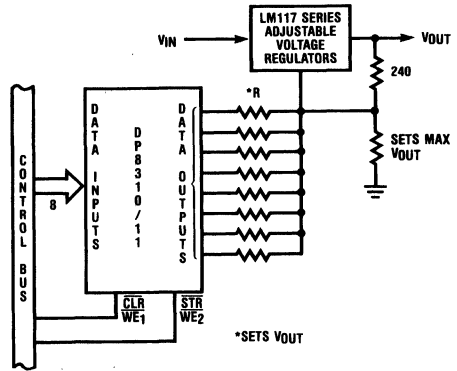 LM117 SERIES
ADJUSTABLE
VOLTAGE
REGULATORS
VIN
VOUT
240
*R
SETS MAX
VOUT
CONTROL BUS
8
DATA INPUTS
DP8310/11
DATA OUTPUTS
CLR
WE1
STR
WE2
*SETS VOUT